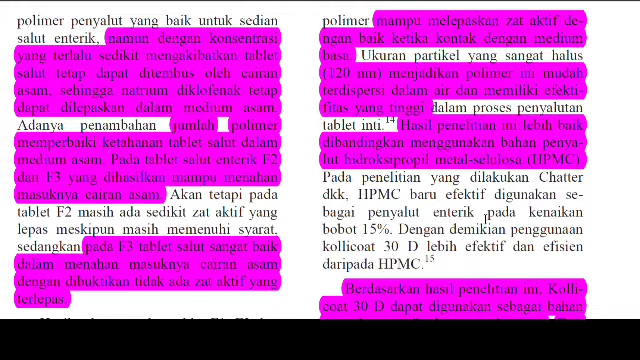 polimer penyalut yang baik untuk sedian
salut enterik, namun dengan konsentrasi
yang terlalu sedikit mengakibatkan tablet
salut tetap dapat ditembus oleh cairan
asam, sehingga natrium diklofenak tetap
dapat dilepaskan dalam medium asam.
Adanya penambahan jumlah polimer
memperbaiki ketahanan tablet salut dalam
medium asam. Pada tablet salut enterik F2
dan F3 yang dihasilkan mampu menahan
masuknya cairan asam. Akan tetapi pada
tablet F2 masih ada sedikit zat aktif yang
lepas meskipun masih memenuhi syarat,
sedangkan pada F3 tablet salut sangat baik
dalam menahan masuknya cairan asam
dengan dibuktikan tidak ada zat aktif yang
terlepas.
polimer mampu melepaskan zat aktif de-
ngan baik ketika kontak dengan medium
basa. Ukuran partikel yang sangat halus
(120 nm) menjadikan polimer ini mudah
terdispersi dalam air dan memiliki efekti-
fitas yang tinggi dalam proses penyalutan
tablet inti.14 Hasil penelitian ini lebih baik
dibandingkan menggunakan bahan penya-
lut hidroksipropil metal-selulosa (HPMC).
Pada penelitian yang dilakukan Chatter
dkk, HPMC baru efektif digunakan se-
bagai penyalut enterik pada kenaikan
bobot 15%. Dengan demikian penggunaan
kollicoat 30 D lebih efektif dan efisien
daripada HPMC.15
Berdasarkan hasil penelitian ini, Kolli-
coat 30 D dapat digunakan sebagai bahan